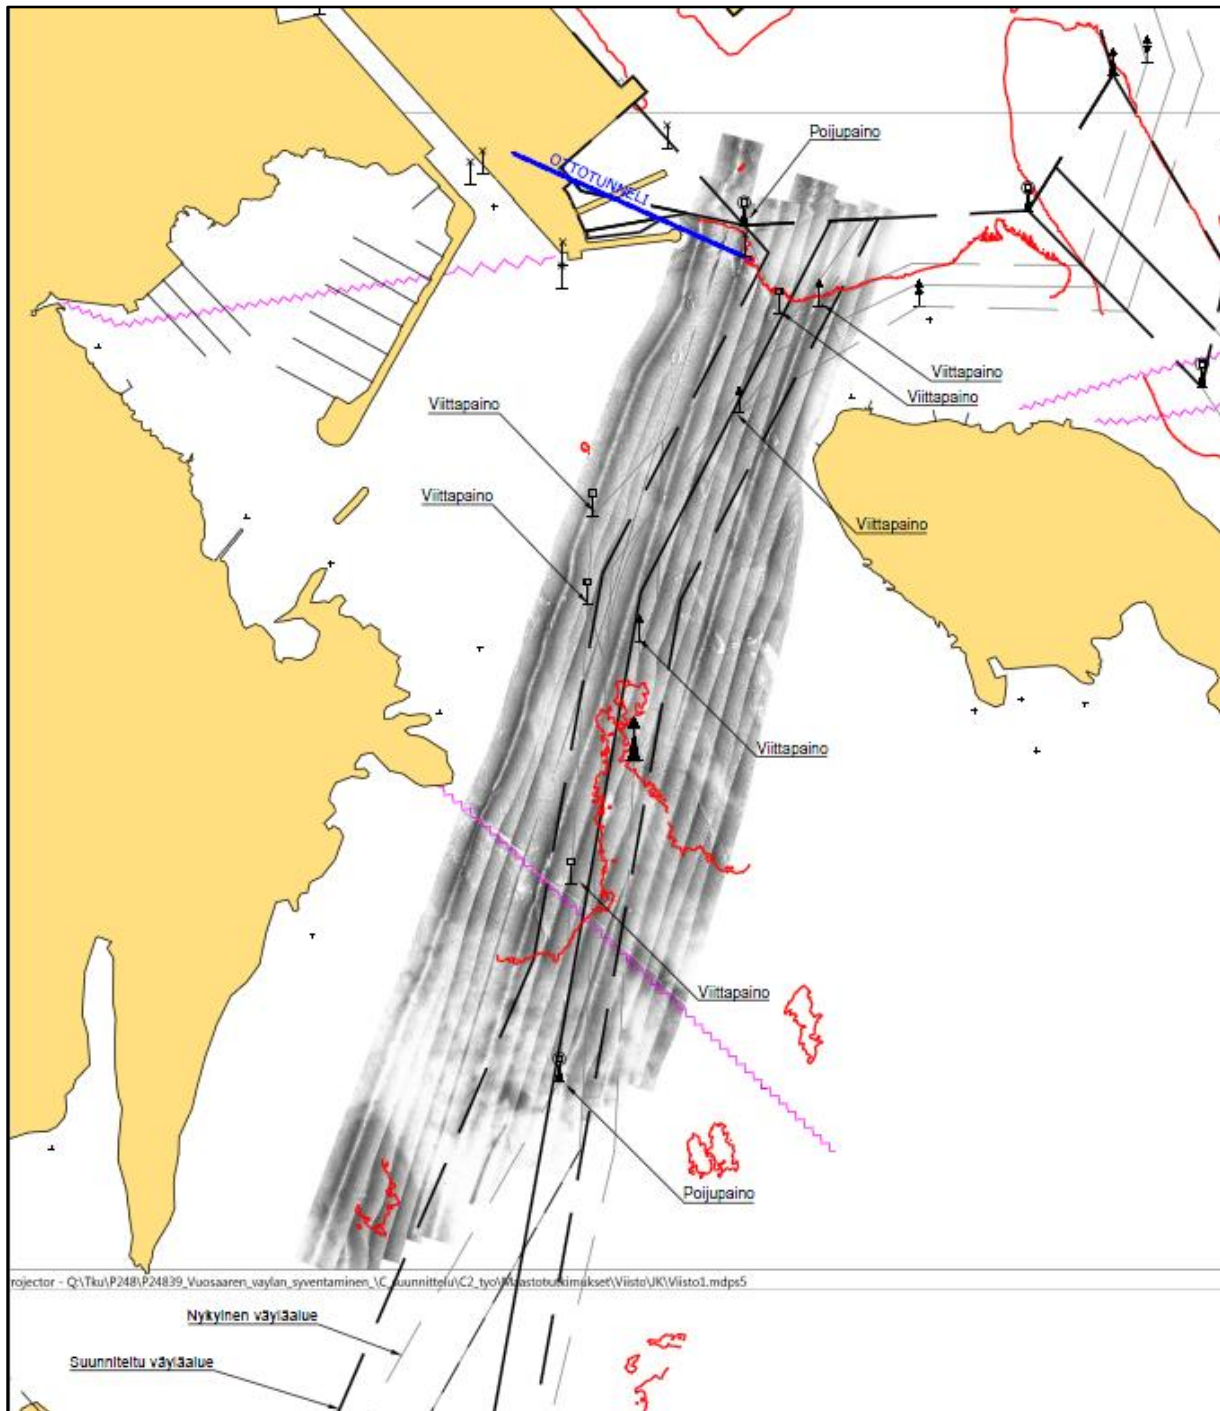 Poijupaino
OTTOTUNNELI
Viittapaino
Viittapaino
Viittapaino
Viittapaino
Viittapaino
Viittapaino
Viittapaino
Poijupaino
rojector - Q:\Tku\P248\P24839_Vuosaaren_vaylan_syventaminen_\C_suunnittelu\C2_tyo\Maastotutkimukset\Viisto\JK\Viisto1.mdps5
Nykyinen väyläalue
Suunniteltu väyläalue